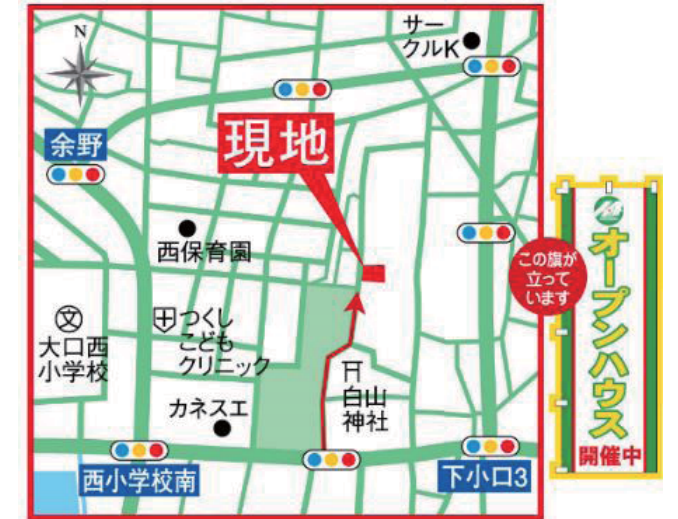 N
サー
クルK
余野
現地
西保育園
文
大口西
小学校
つくし
こども
クリニック
カネスエ
白山
神社
西小学校南
下小口3
この旗が
立って
います
オープンハウス
開催中